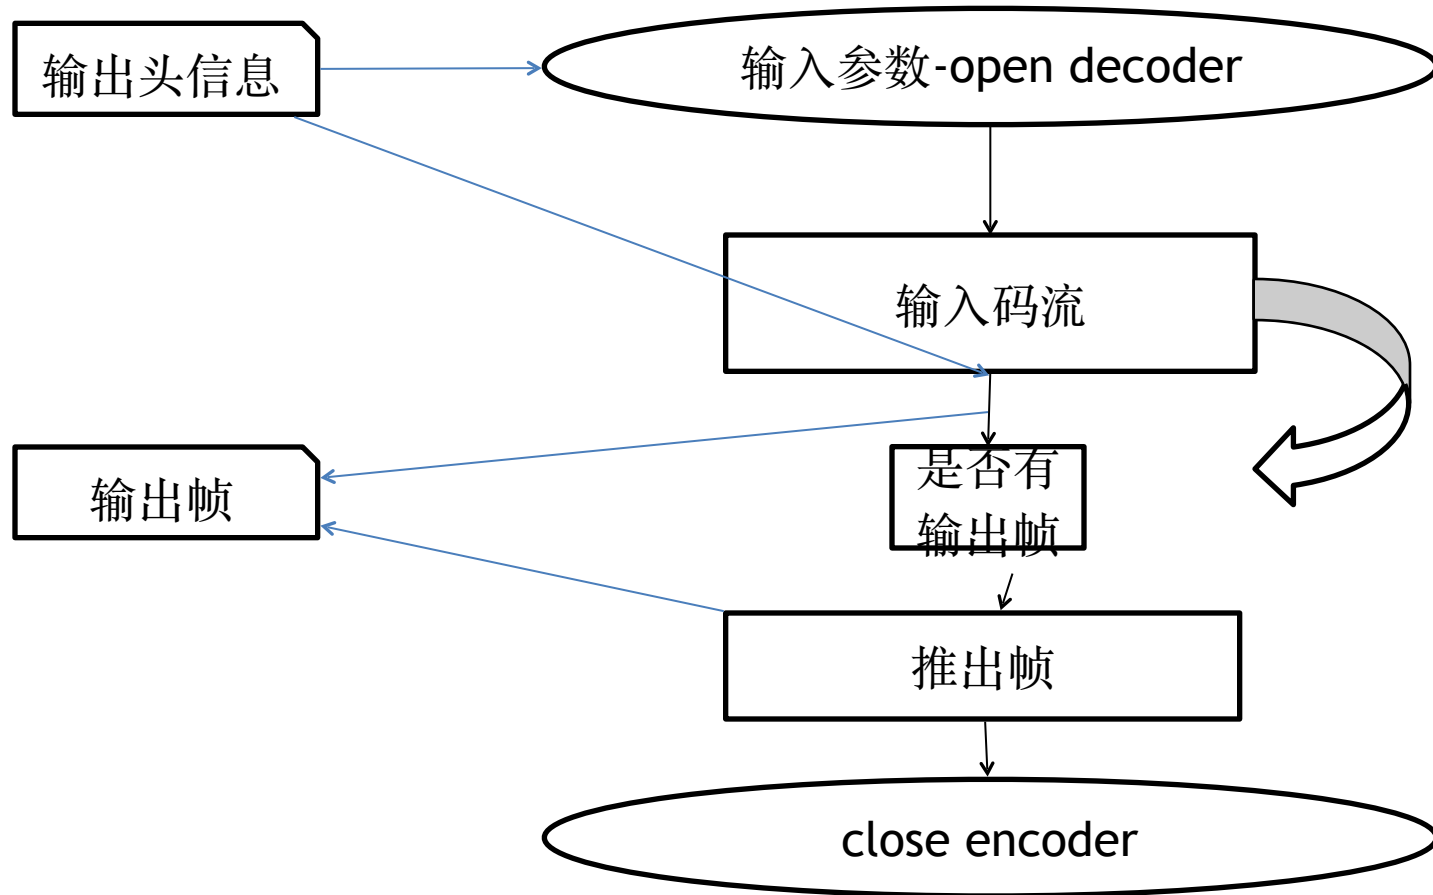 输出头信息
输入参数-open decoder
输入码流
输出帧
是否有
输出帧
推出帧
close encoder